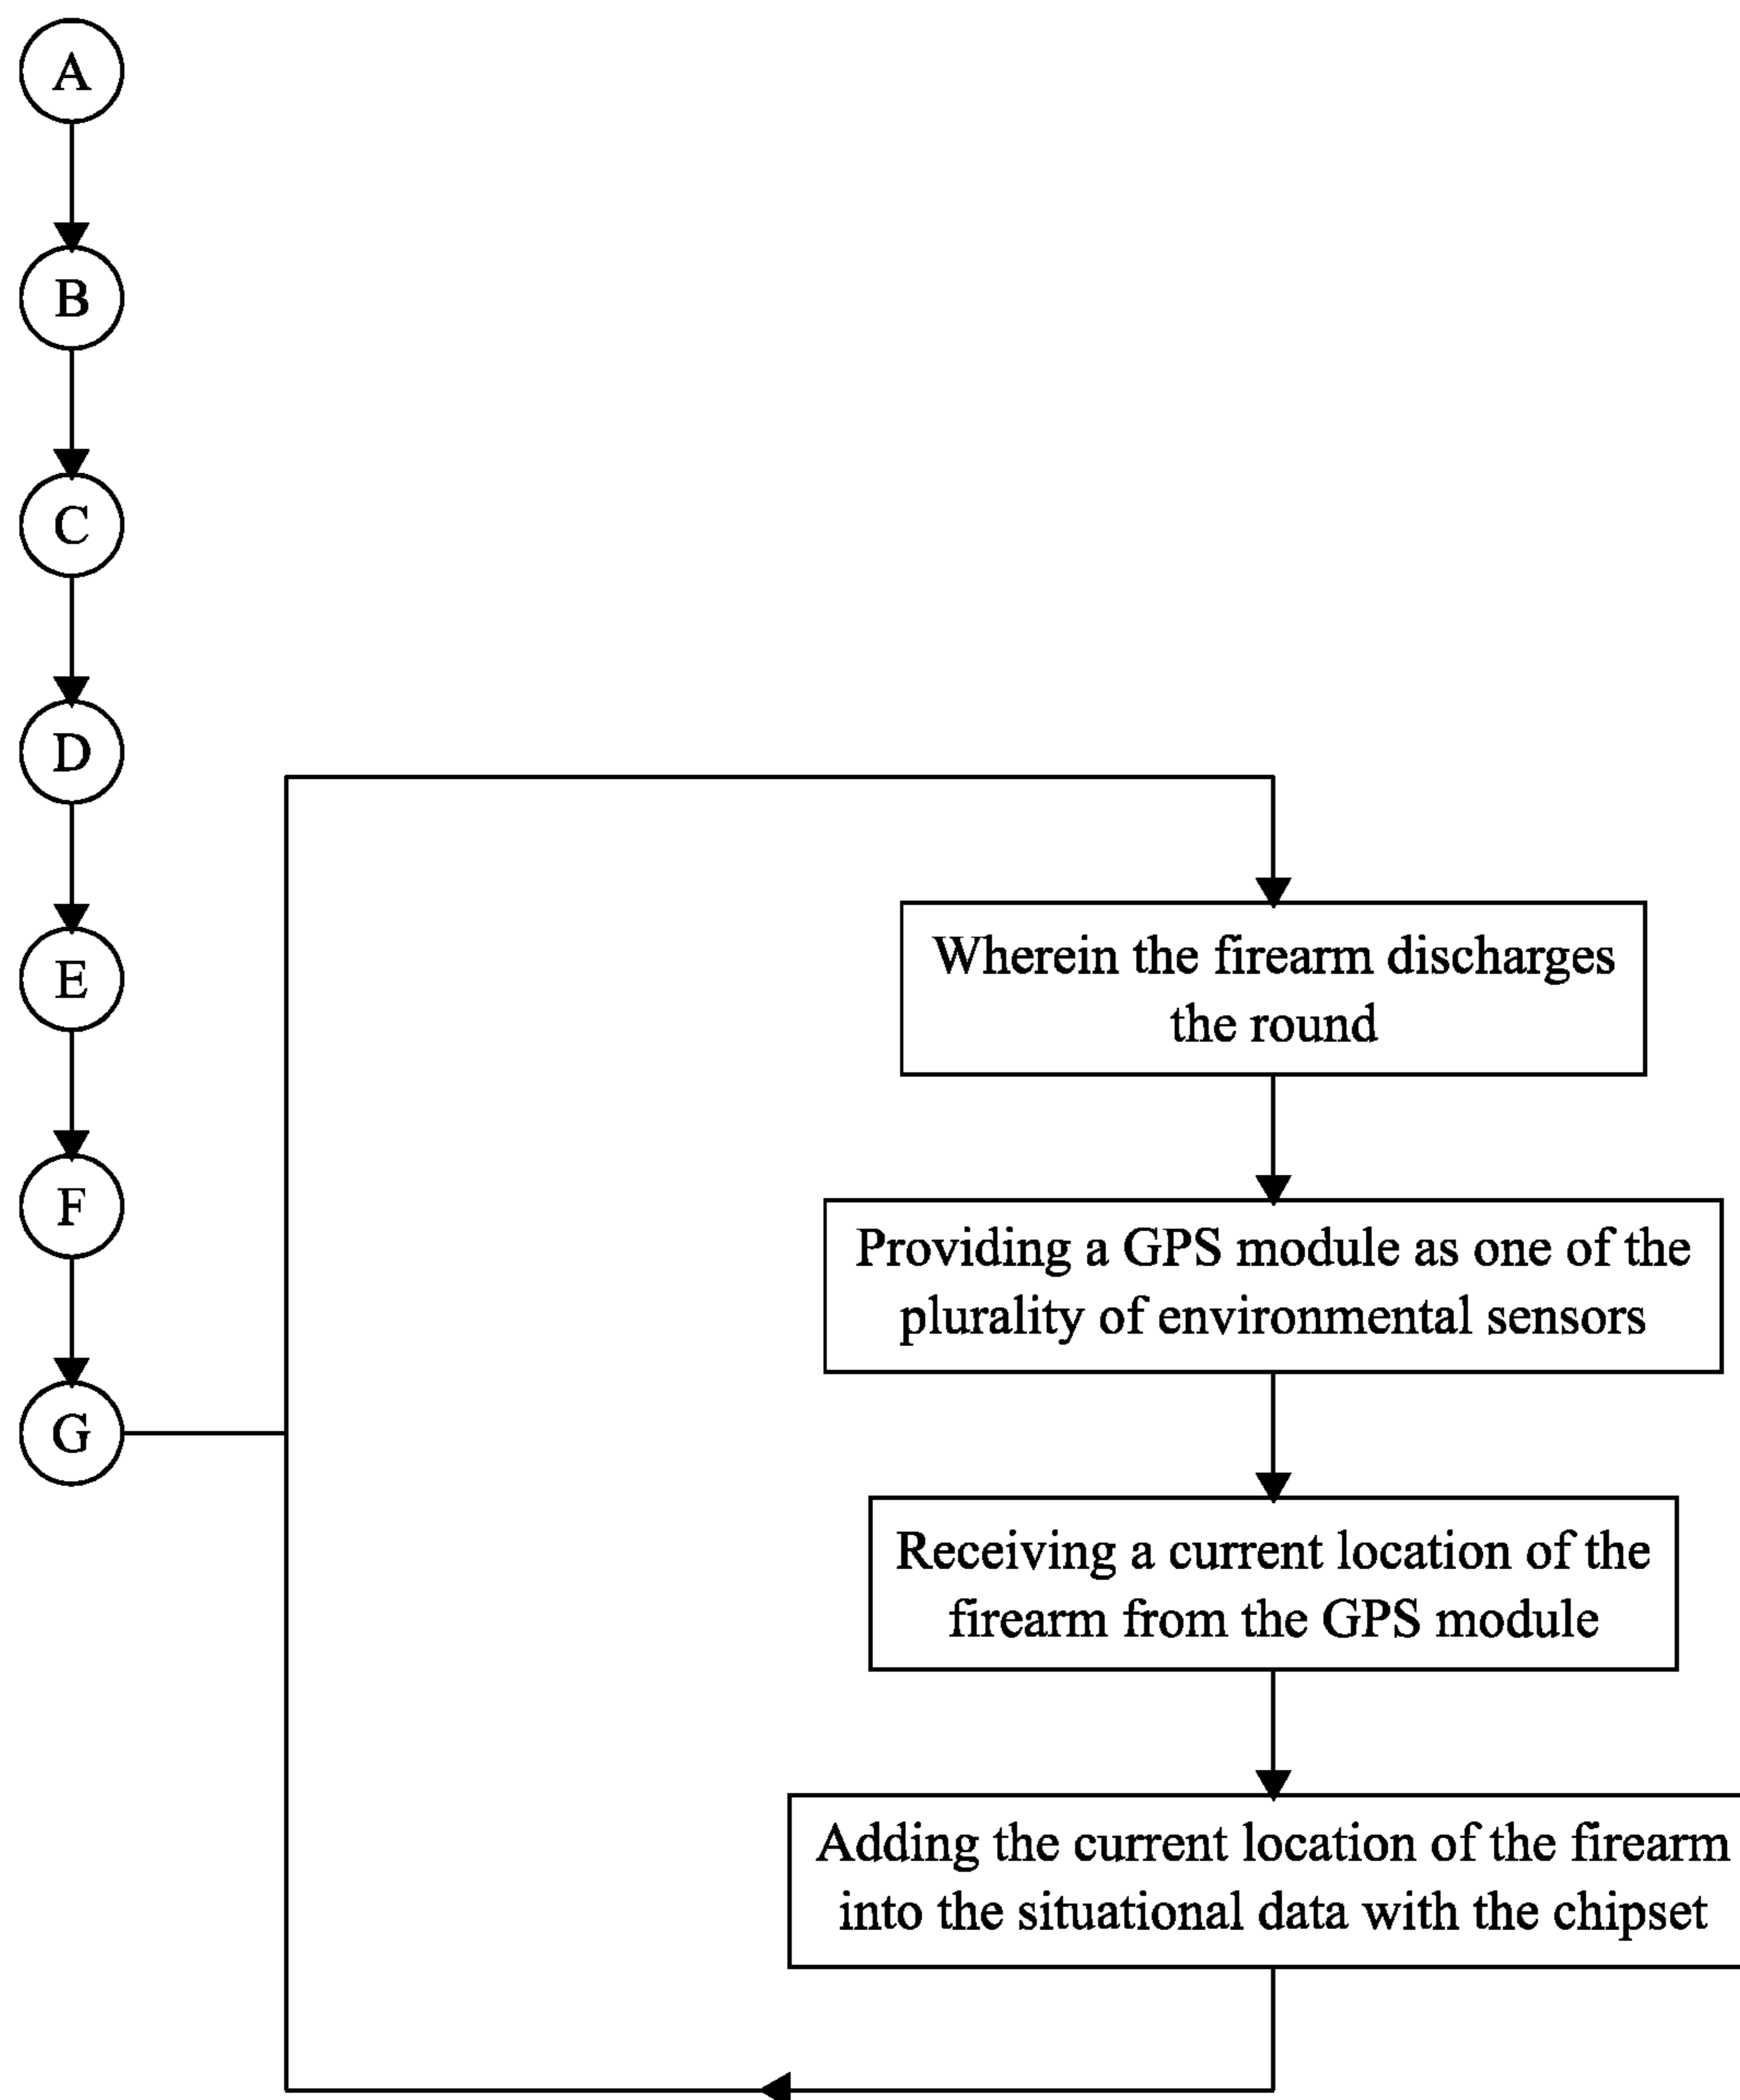 A
B
C
D
E
F
G
Wherein the firearm discharges
the round
Providing a GPS module as one of the
plurality of environmental sensors
Receiving a current location of the
firearm from the GPS module
Adding the current location of the firearm
into the situational data with the chipset